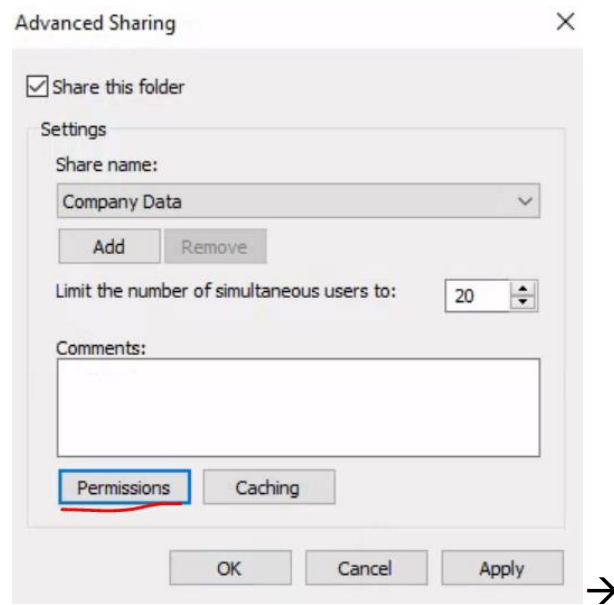 Advanced Sharing
Share this folder
Settings
Share name:
Company Data
Add Remove
Limit the number of simultaneous users to: 20
Comments:
Permissions Caching
OK Cancel Apply